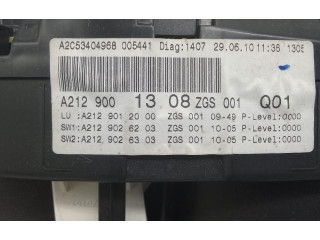 A2C53404968 005441 Diag:1407 29.06.10 11:36 1305
A212 900 13 08 ZGS 001 Q01
LU :A212 901 20 00 ZGS 001 09-49 P-Level:0000
SW1:A212 902 62 03 ZGS 001 10-05 P-Level:0000
SW2:A212 902 63 03 ZGS 001 10-05 P-Level:0000